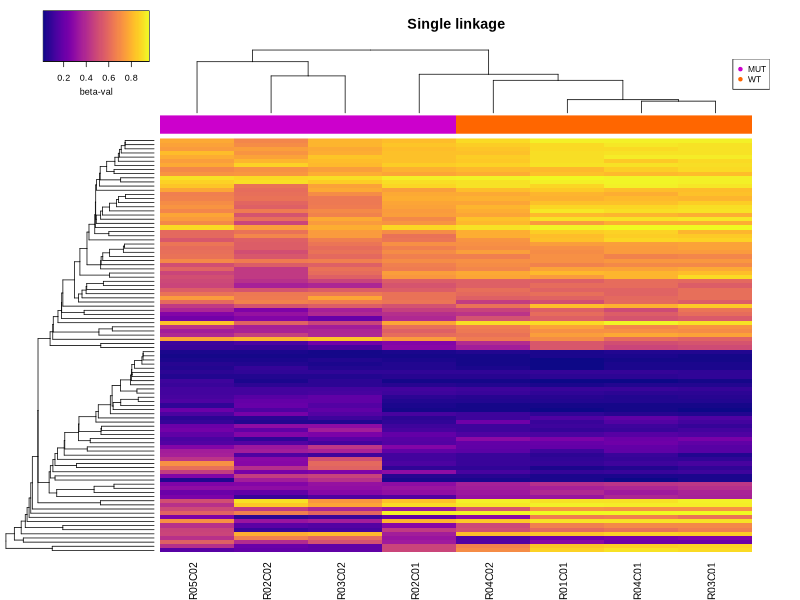 Single linkage
0.2 0.4 0.6 0.8
beta-val
MUT
WT
R05C02
R02C02
R03C02
R02C01
R04C02
R01C01
R04C01
R03C01